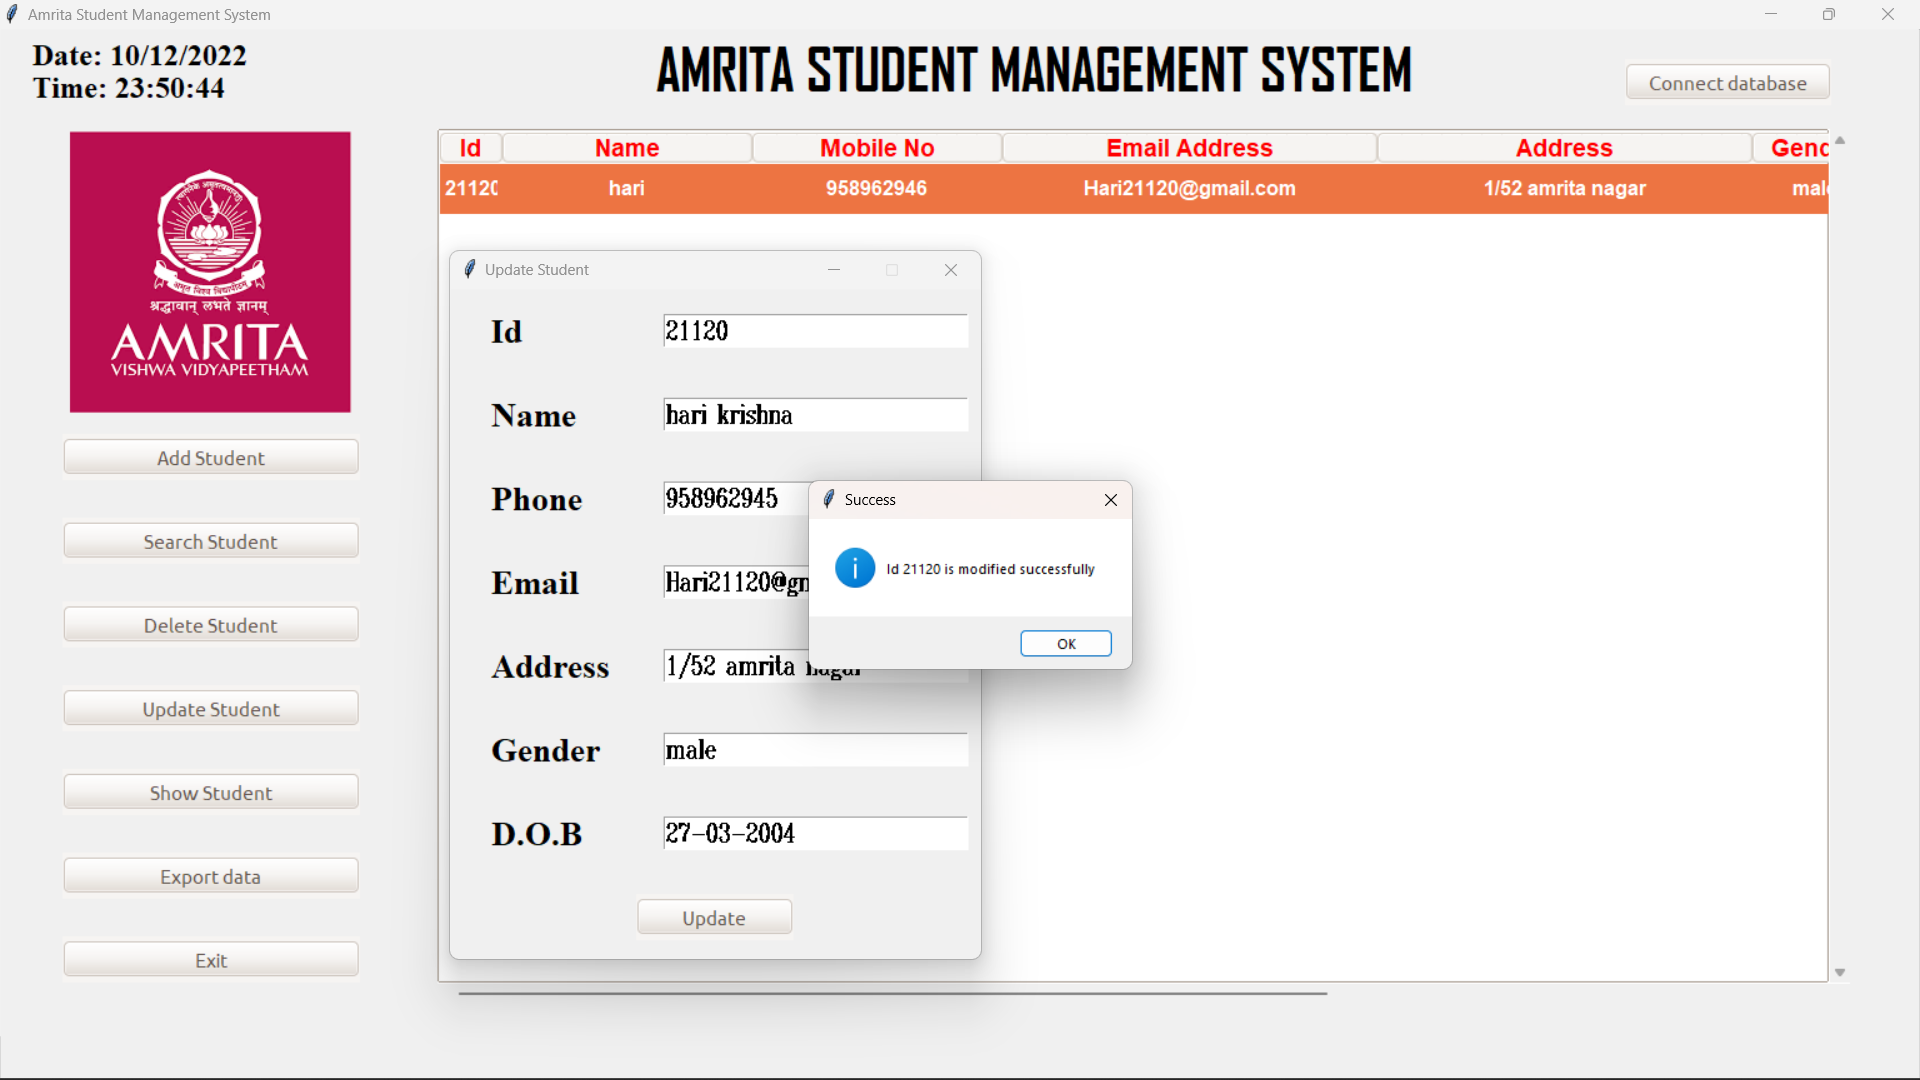 Amrita Student Management System
Date: 10/12/2022
Time: 23:50:44
AMRITA STUDENT MANAGEMENT SYSTEM
Connect database
श्रद्धावान् लभते ज्ञानम्
AMRITA
VISHWA VIDYAPEETHAM
Add Student
Search Student
Delete Student
Update Student
Show Student
Export data
Exit
Id Name Mobile No Email Address Address Gend
21120 hari 958962946 Hari21120@gmail.com 1/52 amrita nagar male
Update Student
Id 21120
Name hari krishna
Phone 958962945
Email Hari21120@gm
Address 1/52 amrita nagar
Gender male
D.O.B 27-03-2004
Update
Success
Id 21120 is modified successfully
OK